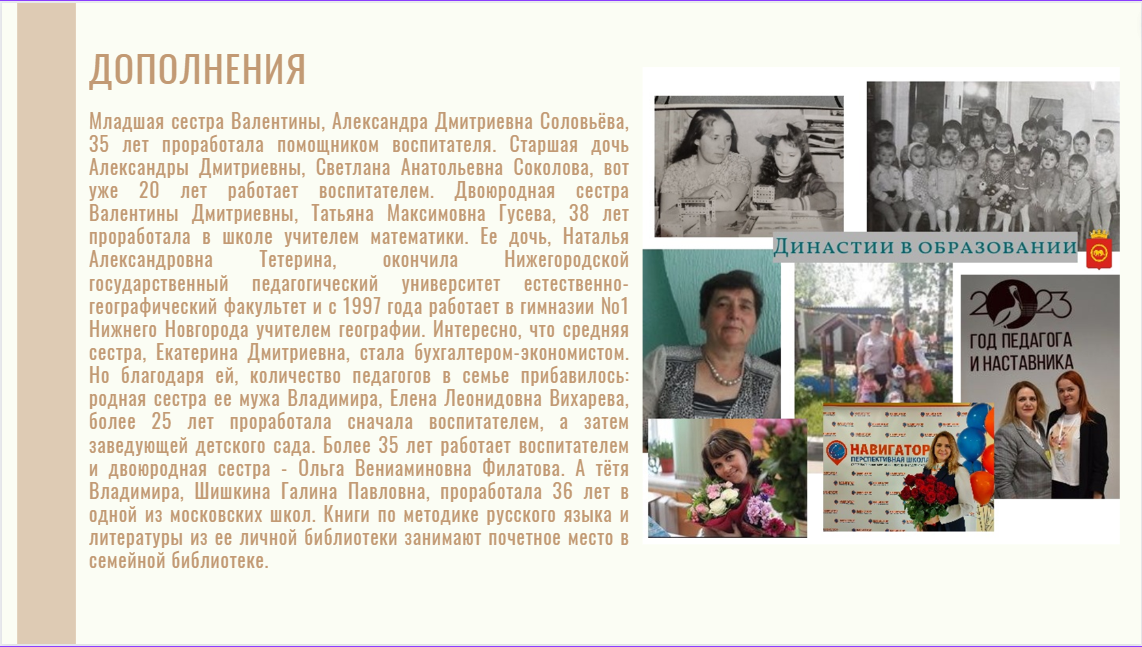 ДОПОЛНЕНИЯ
Младшая сестра Валентины, Александра Дмитриевна Соловьёва,
35 лет проработала помощником воспитателя. Старшая дочь
Александры Дмитриевны, Светлана Анатольевна Соколова, вот
уже 20 лет работает воспитателем. Двоюродная сестра
Валентины Дмитриевны, Татьяна Максимовна Гусева, 38 лет
проработала в школе учителем математики. Ее дочь, Наталья
Александровна Тетерина, окончила Нижегородской
государственный педагогический университет естественно-
географический факультет и с 1997 года работает в гимназии №1
Нижнего Новгорода учителем географии. Интересно, что средняя
сестра, Екатерина Дмитриевна, стала бухгалтером-экономистом.
Но благодаря ей, количество педагогов в семье прибавилось:
родная сестра ее мужа Владимира, Елена Леонидовна Вихарева,
более 25 лет проработала сначала воспитателем, а затем
заведующей детского сада. Более 35 лет работает воспитателем
и двоюродная сестра - Ольга Вениаминовна Филатова. А тётя
Владимира, Шишкина Галина Павловна, проработала 36 лет в
одной из московских школ. Книги по методике русского языка и
литературы из ее личной библиотеки занимают почетное место в
семейной библиотеке.
Династии в образовании
2023
ГОД ПЕДАГОГА
И НАСТАВНИКА
НАВИГАТОР
ПЕРСПЕКТИВНАЯ ШКОЛА